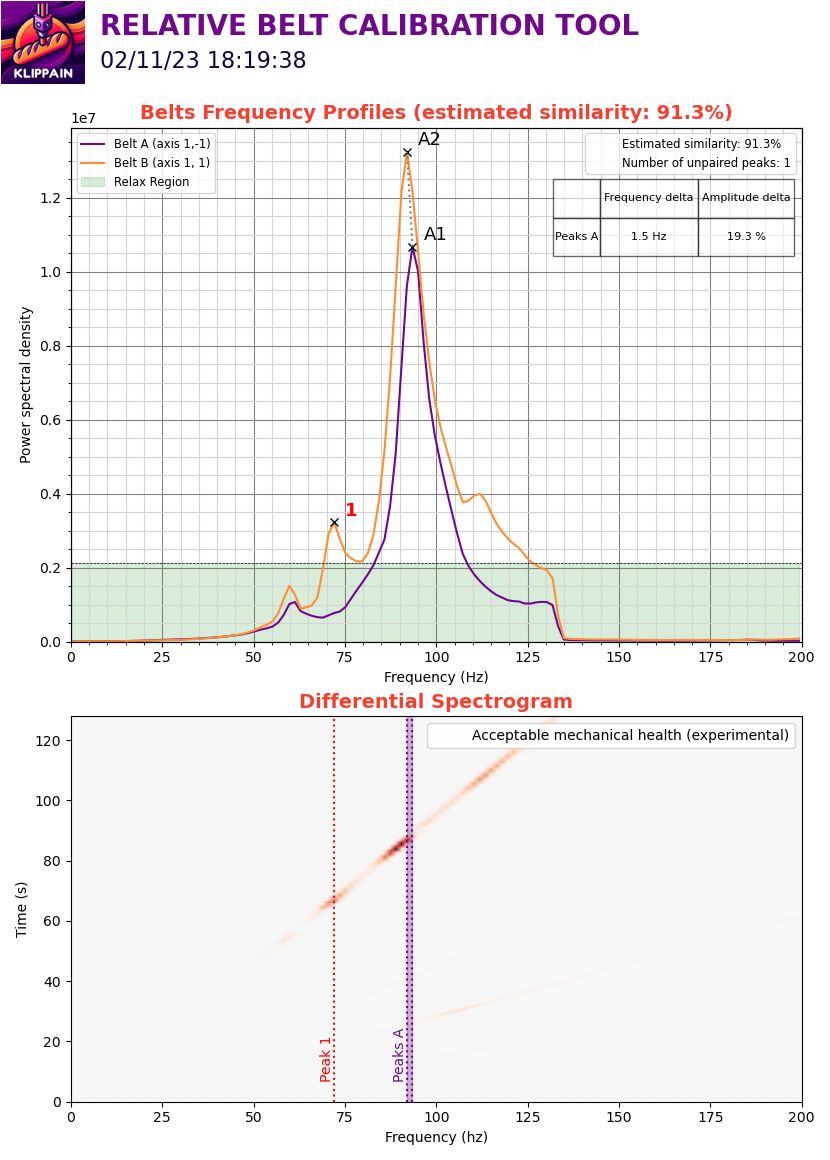 KLIPPAIN
RELATIVE BELT CALIBRATION TOOL
02/11/23 18:19:38
Belts Frequency Profiles (estimated similarity: 91.3%)
1e7
Belt A (axis 1,-1)
Belt B (axis 1, 1)
Relax Region
A2
A1
1
Estimated similarity: 91.3%
Number of unpaired peaks: 1
Frequency delta Amplitude delta
Peaks A 1.5 Hz 19.3 %
Power spectral density
1.2
1.0
0.8
0.6
0.4
0.2
0.0
0 25 50 75 100 125 150 175 200
Frequency (Hz)
Differential Spectrogram
Acceptable mechanical health (experimental)
Time (s)
120
100
80
60
40
20
0
Peak 1
Peaks A
0 25 50 75 100 125 150 175 200
Frequency (hz)